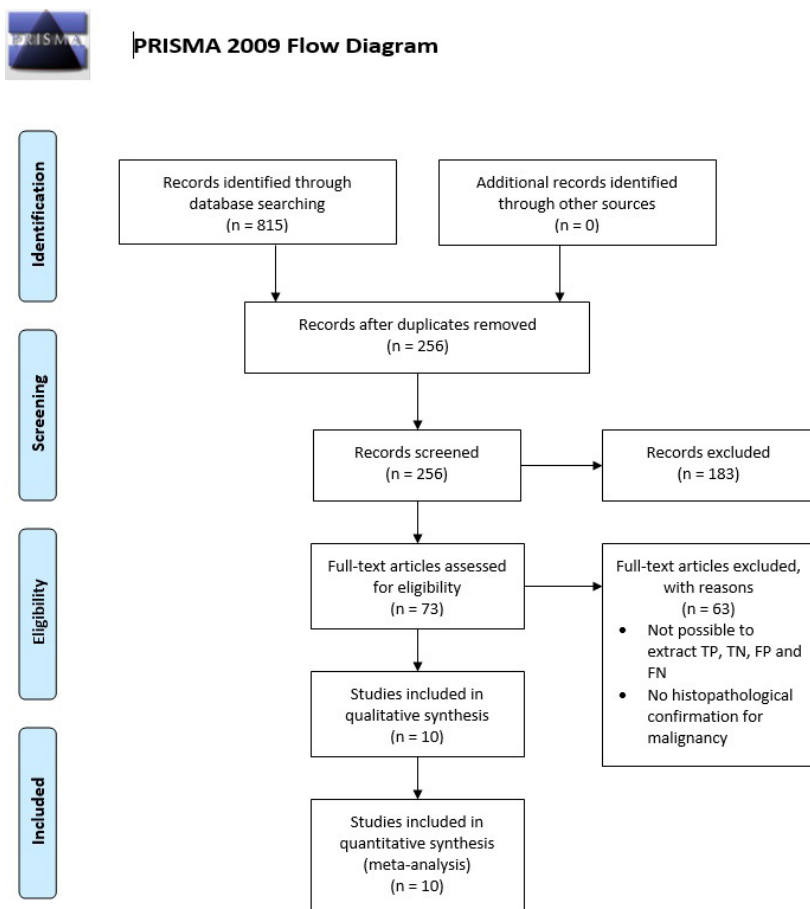 PRISMA
PRISMA 2009 Flow Diagram
Identification
Records identified through
database searching
(n = 815)
Additional records identified
through other sources
(n = 0)
Records after duplicates removed
(n = 256)
Screening
Records screened
(n = 256)
Records excluded
(n = 183)
Eligibility
Full-text articles assessed
for eligibility
(n = 73)
Full-text articles excluded,
with reasons
(n = 63)
• Not possible to
extract TP, TN, FP and
FN
• No histopathological
confirmation for
malignancy
Studies included in
qualitative synthesis
(n = 10)
Included
Studies included in
quantitative synthesis
(meta-analysis)
(n = 10)